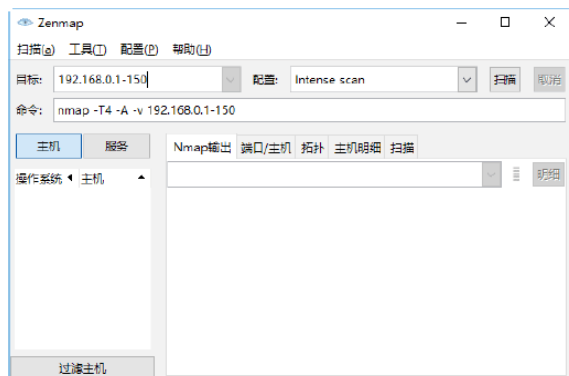 Zenmap
扫描(a) 工具(T) 配置(P) 帮助(H)
目标: 192.168.0.1-150 配置: Intense scan 扫描 取消
命令: nmap -T4 -A -v 192.168.0.1-150
主机 服务 Nmap输出 端口/主机 拓扑 主机明细 扫描
操作系统 主机 明细
过滤主机